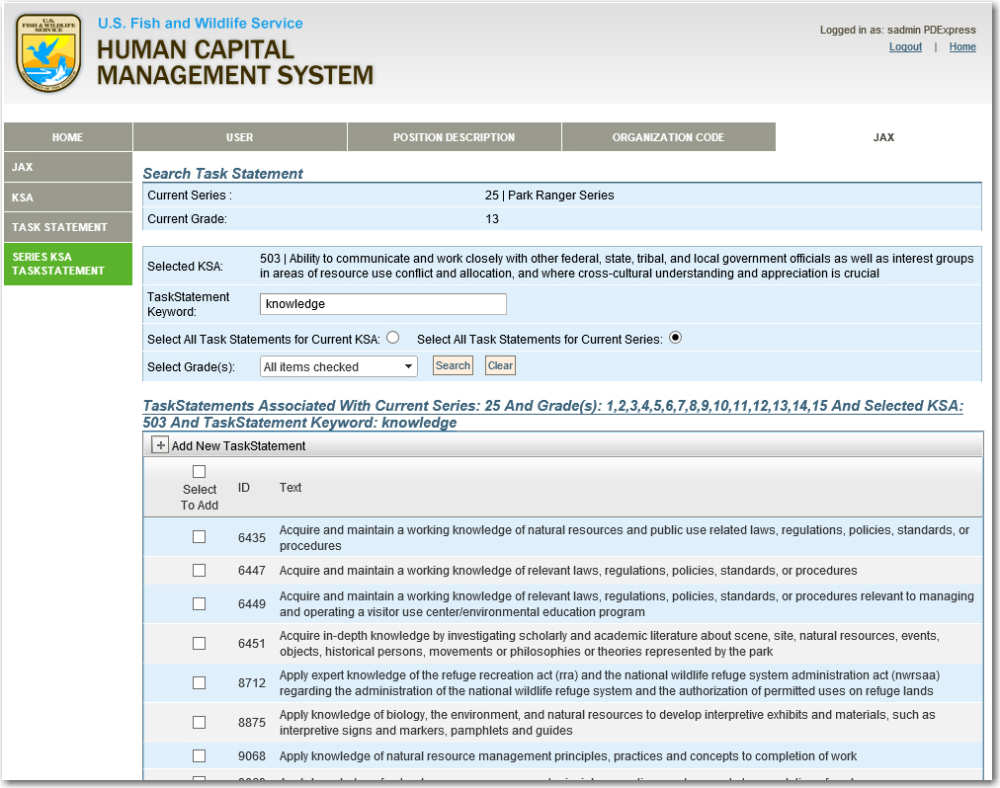 U.S.
FISH & WILDLIFE
SERVICE
DEPARTMENT OF THE INTERIOR
U.S. Fish and Wildlife Service
HUMAN CAPITAL
MANAGEMENT SYSTEM
Logged in as: sadmin PDExpress
Logout | Home
HOME
USER
POSITION DESCRIPTION
ORGANIZATION CODE
JAX
JAX
KSA
TASK STATEMENT
SERIES KSA
TASKSTATEMENT
Search Task Statement
Current Series : 25 | Park Ranger Series
Current Grade: 13
Selected KSA: 503 | Ability to communicate and work closely with other federal, state, tribal, and local government officials as well as interest groups
in areas of resource use conflict and allocation, and where cross-cultural understanding and appreciation is crucial
TaskStatement
Keyword: knowledge
Select All Task Statements for Current KSA: Select All Task Statements for Current Series:
Select Grade(s): All items checked Search Clear
TaskStatements Associated With Current Series: 25 And Grade(s): 1,2,3,4,5,6,7,8,9,10,11,12,13,14,15 And Selected KSA:
503 And TaskStatement Keyword: knowledge
+ Add New TaskStatement
Select
To Add
ID
Text
6435 Acquire and maintain a working knowledge of natural resources and public use related laws, regulations, policies, standards, or
procedures
6447 Acquire and maintain a working knowledge of relevant laws, regulations, policies, standards, or procedures
6449 Acquire and maintain a working knowledge of relevant laws, regulations, policies, standards, or procedures relevant to managing
and operating a visitor use center/environmental education program
6451 Acquire in-depth knowledge by investigating scholarly and academic literature about scene, site, natural resources, events,
objects, historical persons, movements or philosophies or theories represented by the park
8712 Apply expert knowledge of the refuge recreation act (rra) and the national wildlife refuge system administration act (nwrsaa)
regarding the administration of the national wildlife refuge system and the authorization of permitted uses on refuge lands
8875 Apply knowledge of biology, the environment, and natural resources to develop interpretive exhibits and materials, such as
interpretive signs and markers, pamphlets and guides
9068 Apply knowledge of natural resource management principles, practices and concepts to completion of work